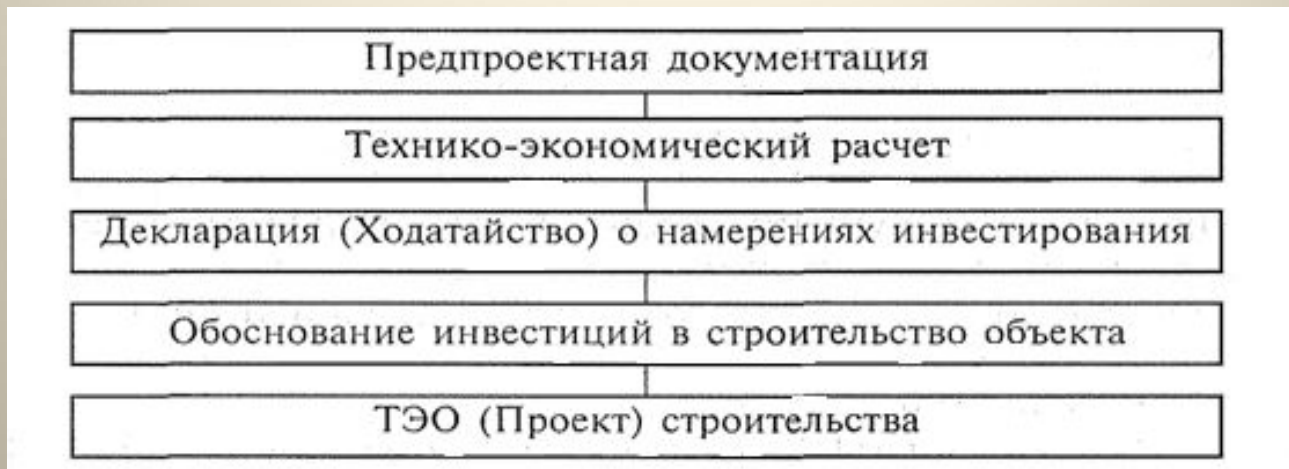 Предпроектная документация
Технико-экономический расчет
Декларация (Ходатайство) о намерениях инвестирования
Обоснование инвестиций в строительство объекта
ТЭО (Проект) строительства